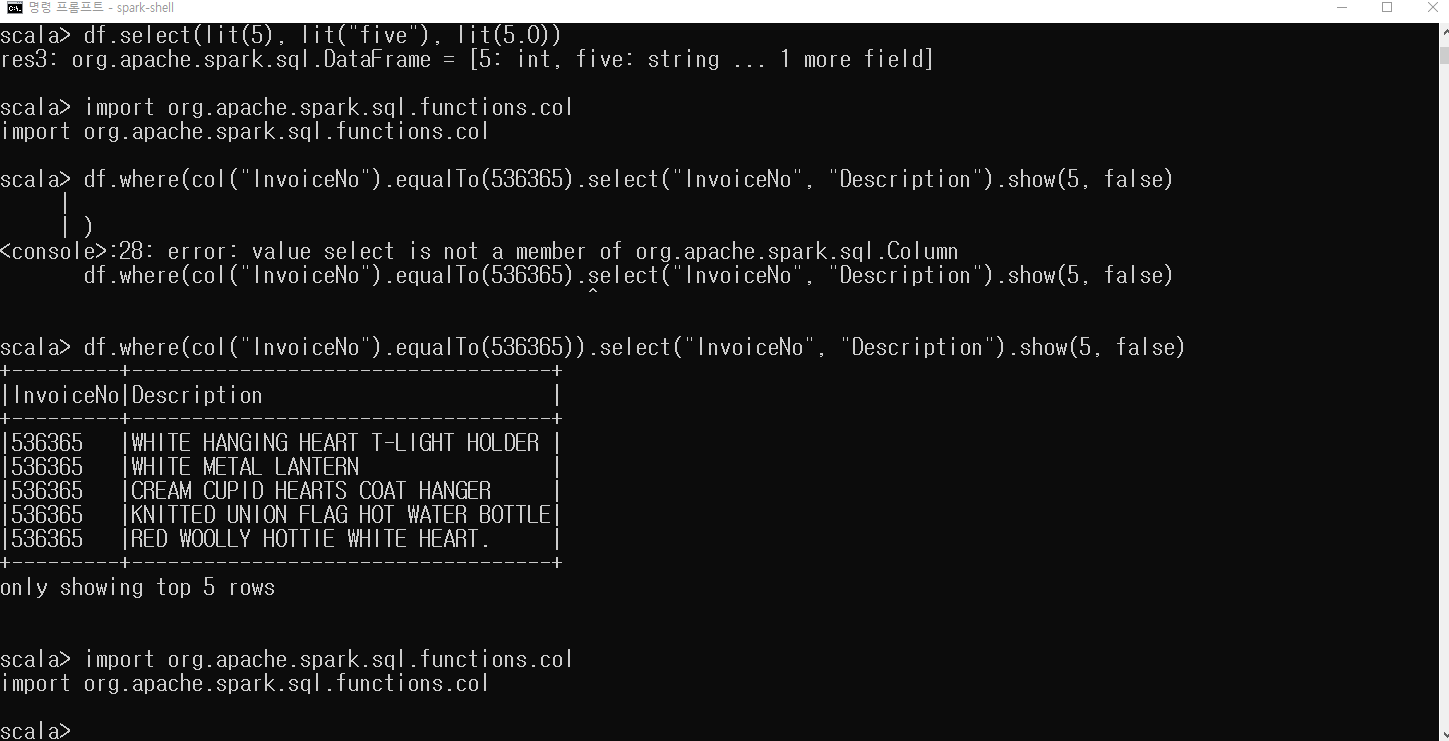 명령 프롬프트 - spark-shell
scala> df.select(lit(5), lit("five"), lit(5.0))
res3: org.apache.spark.sql.DataFrame = [5: int, five: string ... 1 more field]
scala> import org.apache.spark.sql.functions.col
import org.apache.spark.sql.functions.col
scala> df.where(col("InvoiceNo").equalTo(536365).select("InvoiceNo", "Description").show(5, false)
     |
     | )
<console>:28: error: value select is not a member of org.apache.spark.sql.Column
       df.where(col("InvoiceNo").equalTo(536365).select("InvoiceNo", "Description").show(5, false)
                                                 ^
scala> df.where(col("InvoiceNo").equalTo(536365)).select("InvoiceNo", "Description").show(5, false)
+---------+-----------------------------------+
|InvoiceNo|Description                        |
+---------+-----------------------------------+
|536365   |WHITE HANGING HEART T-LIGHT HOLDER |
|536365   |WHITE METAL LANTERN                |
|536365   |CREAM CUPID HEARTS COAT HANGER     |
|536365   |KNITTED UNION FLAG HOT WATER BOTTLE|
|536365   |RED WOOLLY HOTTIE WHITE HEART.     |
+---------+-----------------------------------+
only showing top 5 rows
scala> import org.apache.spark.sql.functions.col
import org.apache.spark.sql.functions.col
scala>